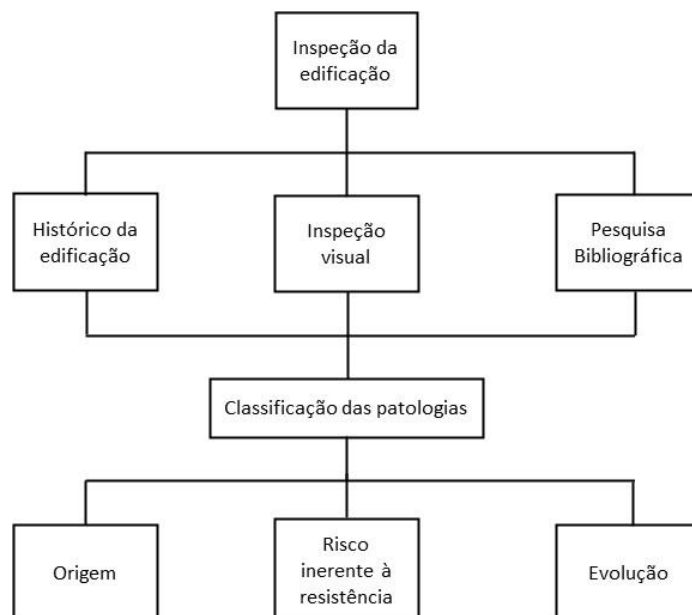 Inspeção da
edificação
Histórico da
edificação
Inspeção
visual
Pesquisa
Bibliográfica
Classificação das patologias
Origem
Risco
inerente à
resistência
Evolução